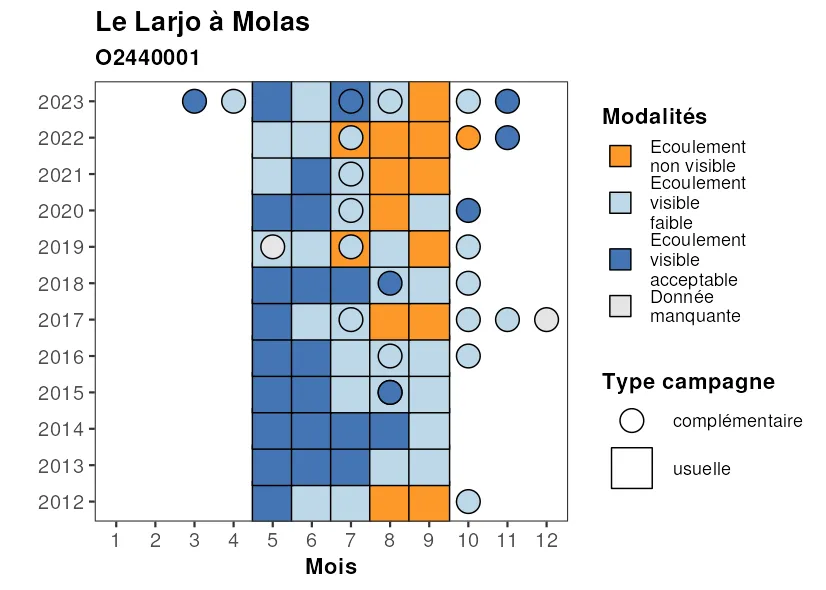 Le Larjo à Molas
O2440001
2023
2022
2021
2020
2019
2018
2017
2016
2015
2014
2013
2012
1 2 3 4 5 6 7 8 9 10 11 12
Mois
Modalités
Ecoulement
non visible
Ecoulement
visible
faible
Ecoulement
visible
acceptable
Donnée
manquante
Type campagne
complémentaire
usuelle